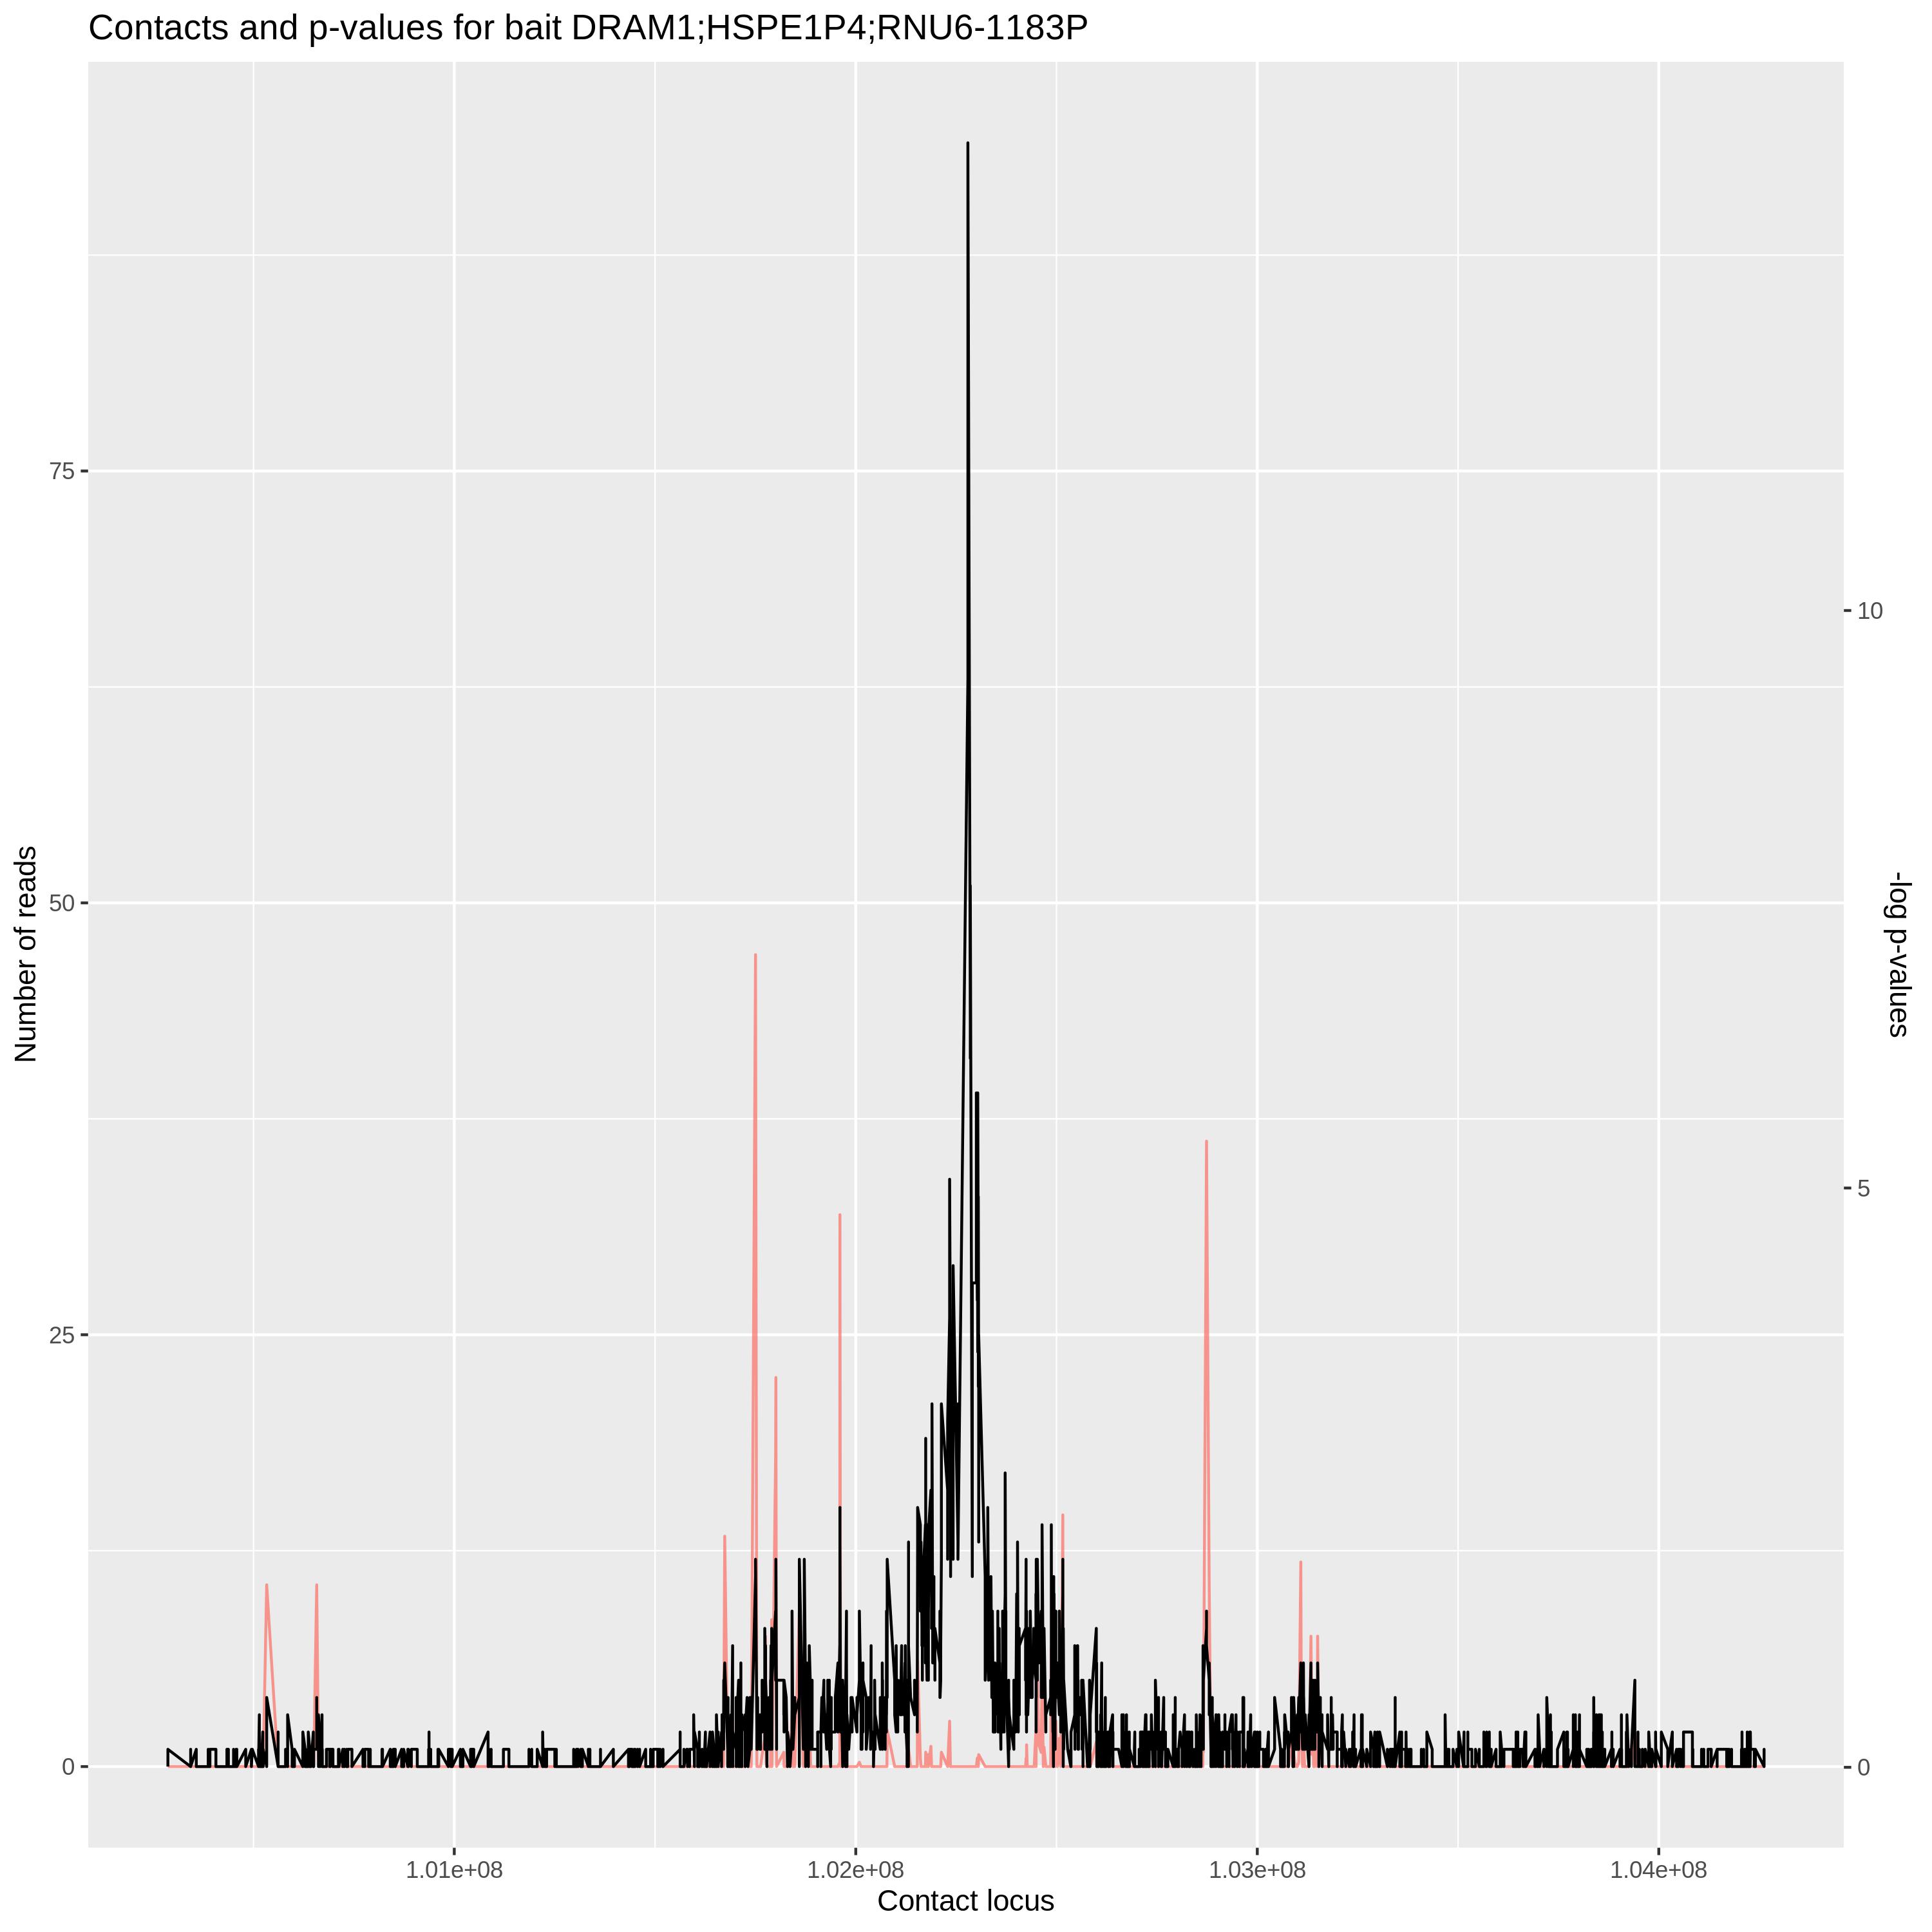 Contacts and p-values for bait DRAM1;HSPE1P4;RNU6-1183P
75
50
25
0
Number of reads
10
5
0
-log p-values
1.01e+08
1.02e+08
1.03e+08
1.04e+08
Contact locus